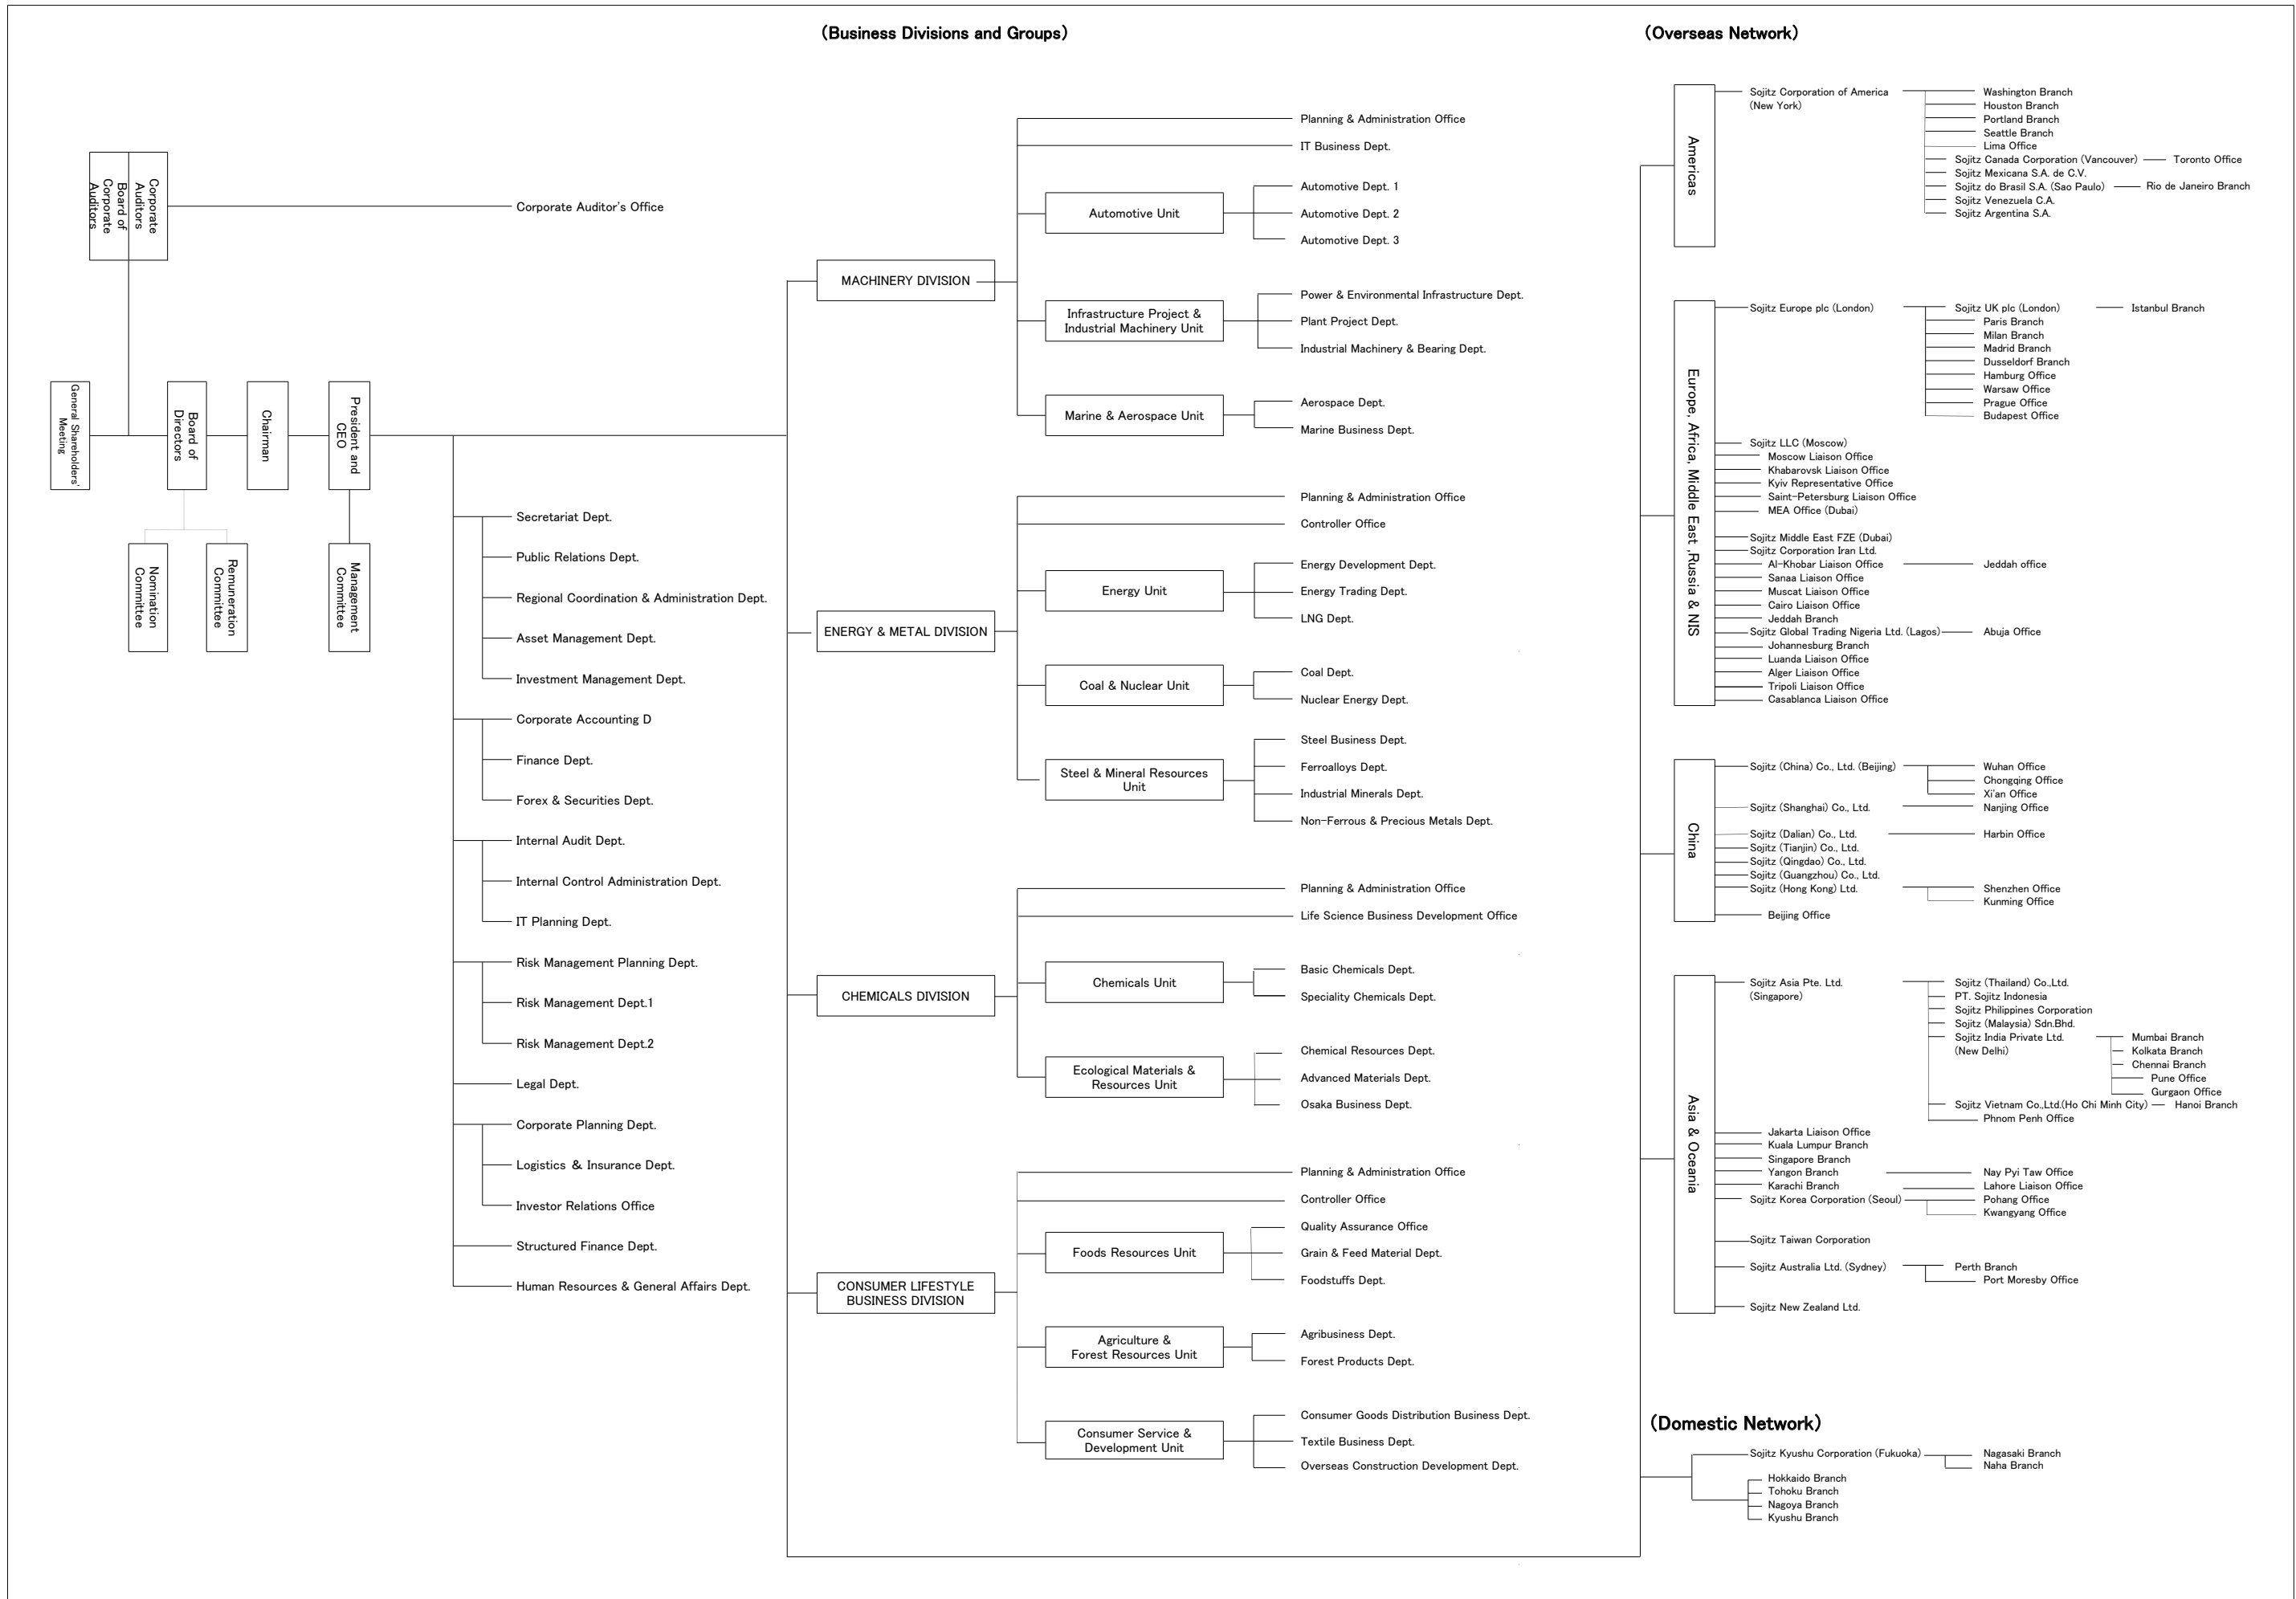 (Business Divisions and Groups)
(Overseas Network)
Corporate
Auditors
Board of
Corporate
Auditors
Corporate Auditor's Office
General Shareholders'
Meeting
Board of
Directors
Chairman
President and
CEO
Nomination
Committee
Remuneration
Committee
Management
Committee
Secretariat Dept.
Public Relations Dept.
Regional Coordination & Administration Dept.
Asset Management Dept.
Investment Management Dept.
Corporate Accounting D
Finance Dept.
Forex & Securities Dept.
Internal Audit Dept.
Internal Control Administration Dept.
IT Planning Dept.
Risk Management Planning Dept.
Risk Management Dept.1
Risk Management Dept.2
Legal Dept.
Corporate Planning Dept.
Logistics & Insurance Dept.
Investor Relations Office
Structured Finance Dept.
Human Resources & General Affairs Dept.
MACHINERY DIVISION
Planning & Administration Office
IT Business Dept.
Automotive Unit
Automotive Dept. 1
Automotive Dept. 2
Automotive Dept. 3
Infrastructure Project &
Industrial Machinery Unit
Power & Environmental Infrastructure Dept.
Plant Project Dept.
Industrial Machinery & Bearing Dept.
Marine & Aerospace Unit
Aerospace Dept.
Marine Business Dept.
ENERGY & METAL DIVISION
Planning & Administration Office
Controller Office
Energy Unit
Energy Development Dept.
Energy Trading Dept.
LNG Dept.
Coal & Nuclear Unit
Coal Dept.
Nuclear Energy Dept.
Steel & Mineral Resources
Unit
Steel Business Dept.
Ferroalloys Dept.
Industrial Minerals Dept.
Non-Ferrous & Precious Metals Dept.
CHEMICALS DIVISION
Planning & Administration Office
Life Science Business Development Office
Chemicals Unit
Basic Chemicals Dept.
Speciality Chemicals Dept.
Ecological Materials &
Resources Unit
Chemical Resources Dept.
Advanced Materials Dept.
Osaka Business Dept.
CONSUMER LIFESTYLE
BUSINESS DIVISION
Planning & Administration Office
Controller Office
Foods Resources Unit
Quality Assurance Office
Grain & Feed Material Dept.
Foodstuffs Dept.
Agriculture &
Forest Resources Unit
Agribusiness Dept.
Forest Products Dept.
Consumer Service &
Development Unit
Consumer Goods Distribution Business Dept.
Textile Business Dept.
Overseas Construction Development Dept.
Americas
Sojitz Corporation of America
(New York)
Washington Branch
Houston Branch
Portland Branch
Seattle Branch
Lima Office
Sojitz Canada Corporation (Vancouver)
Toronto Office
Sojitz Mexicana S.A. de C.V.
Sojitz do Brasil S.A. (Sao Paulo)
Rio de Janeiro Branch
Sojitz Venezuela C.A.
Sojitz Argentina S.A.
Europe, Africa, Middle East ,Russia & NIS
Sojitz Europe plc (London)
Sojitz UK plc (London)
Istanbul Branch
Paris Branch
Milan Branch
Madrid Branch
Dusseldorf Branch
Hamburg Office
Warsaw Office
Prague Office
Budapest Office
Sojitz LLC (Moscow)
Moscow Liaison Office
Khabarovsk Liaison Office
Kyiv Representative Office
Saint-Petersburg Liaison Office
MEA Office (Dubai)
Sojitz Middle East FZE (Dubai)
Sojitz Corporation Iran Ltd.
Al-Khobar Liaison Office
Jeddah office
Sanaa Liaison Office
Muscat Liaison Office
Cairo Liaison Office
Jeddah Branch
Sojitz Global Trading Nigeria Ltd. (Lagos)
Abuja Office
Johannesburg Branch
Luanda Liaison Office
Alger Liaison Office
Tripoli Liaison Office
Casablanca Liaison Office
China
Sojitz (China) Co., Ltd. (Beijing)
Wuhan Office
Chongqing Office
Xi'an Office
Sojitz (Shanghai) Co., Ltd.
Nanjing Office
Sojitz (Dalian) Co., Ltd.
Harbin Office
Sojitz (Tianjin) Co., Ltd.
Sojitz (Qingdao) Co., Ltd.
Sojitz (Guangzhou) Co., Ltd.
Sojitz (Hong Kong) Ltd.
Shenzhen Office
Kunming Office
Beijing Office
Asia & Oceania
Sojitz Asia Pte. Ltd.
(Singapore)
Sojitz (Thailand) Co.,Ltd.
PT. Sojitz Indonesia
Sojitz Philippines Corporation
Sojitz (Malaysia) Sdn.Bhd.
Sojitz India Private Ltd.
(New Delhi)
Mumbai Branch
Kolkata Branch
Chennai Branch
Pune Office
Gurgaon Office
Sojitz Vietnam Co.,Ltd.(Ho Chi Minh City)
Hanoi Branch
Phnom Penh Office
Jakarta Liaison Office
Kuala Lumpur Branch
Singapore Branch
Yangon Branch
Nay Pyi Taw Office
Karachi Branch
Lahore Liaison Office
Sojitz Korea Corporation (Seoul)
Pohang Office
Kwangyang Office
Sojitz Taiwan Corporation
Sojitz Australia Ltd. (Sydney)
Perth Branch
Port Moresby Office
Sojitz New Zealand Ltd.
(Domestic Network)
Sojitz Kyushu Corporation (Fukuoka)
Nagasaki Branch
Naha Branch
Hokkaido Branch
Tohoku Branch
Nagoya Branch
Kyushu Branch